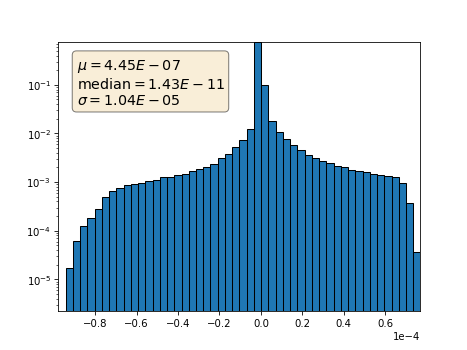 μ = 4.45E − 07
median = 1.43E − 11
σ = 1.04E − 05
10⁻¹
10⁻²
10⁻³
10⁻⁴
10⁻⁵
−0.8 −0.6 −0.4 −0.2 0.0 0.2 0.4 0.6
1e−4